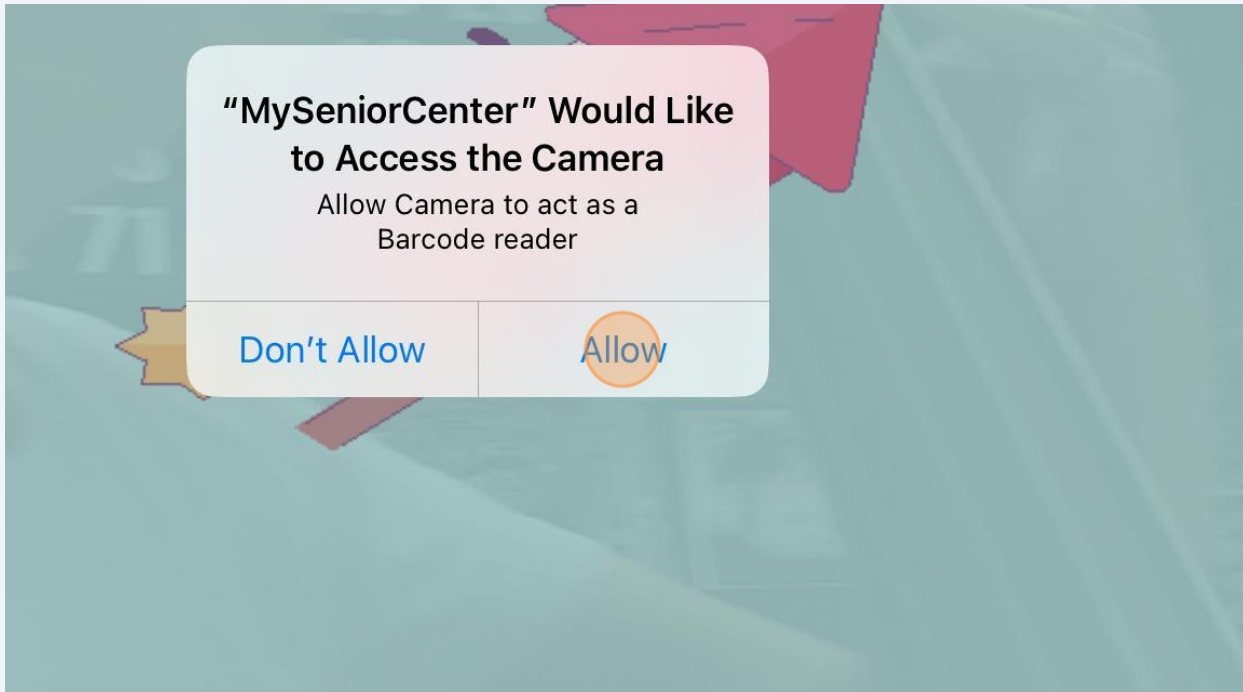 “MySeniorCenter” Would Like
to Access the Camera
Allow Camera to act as a
Barcode reader
Don't Allow
Allow